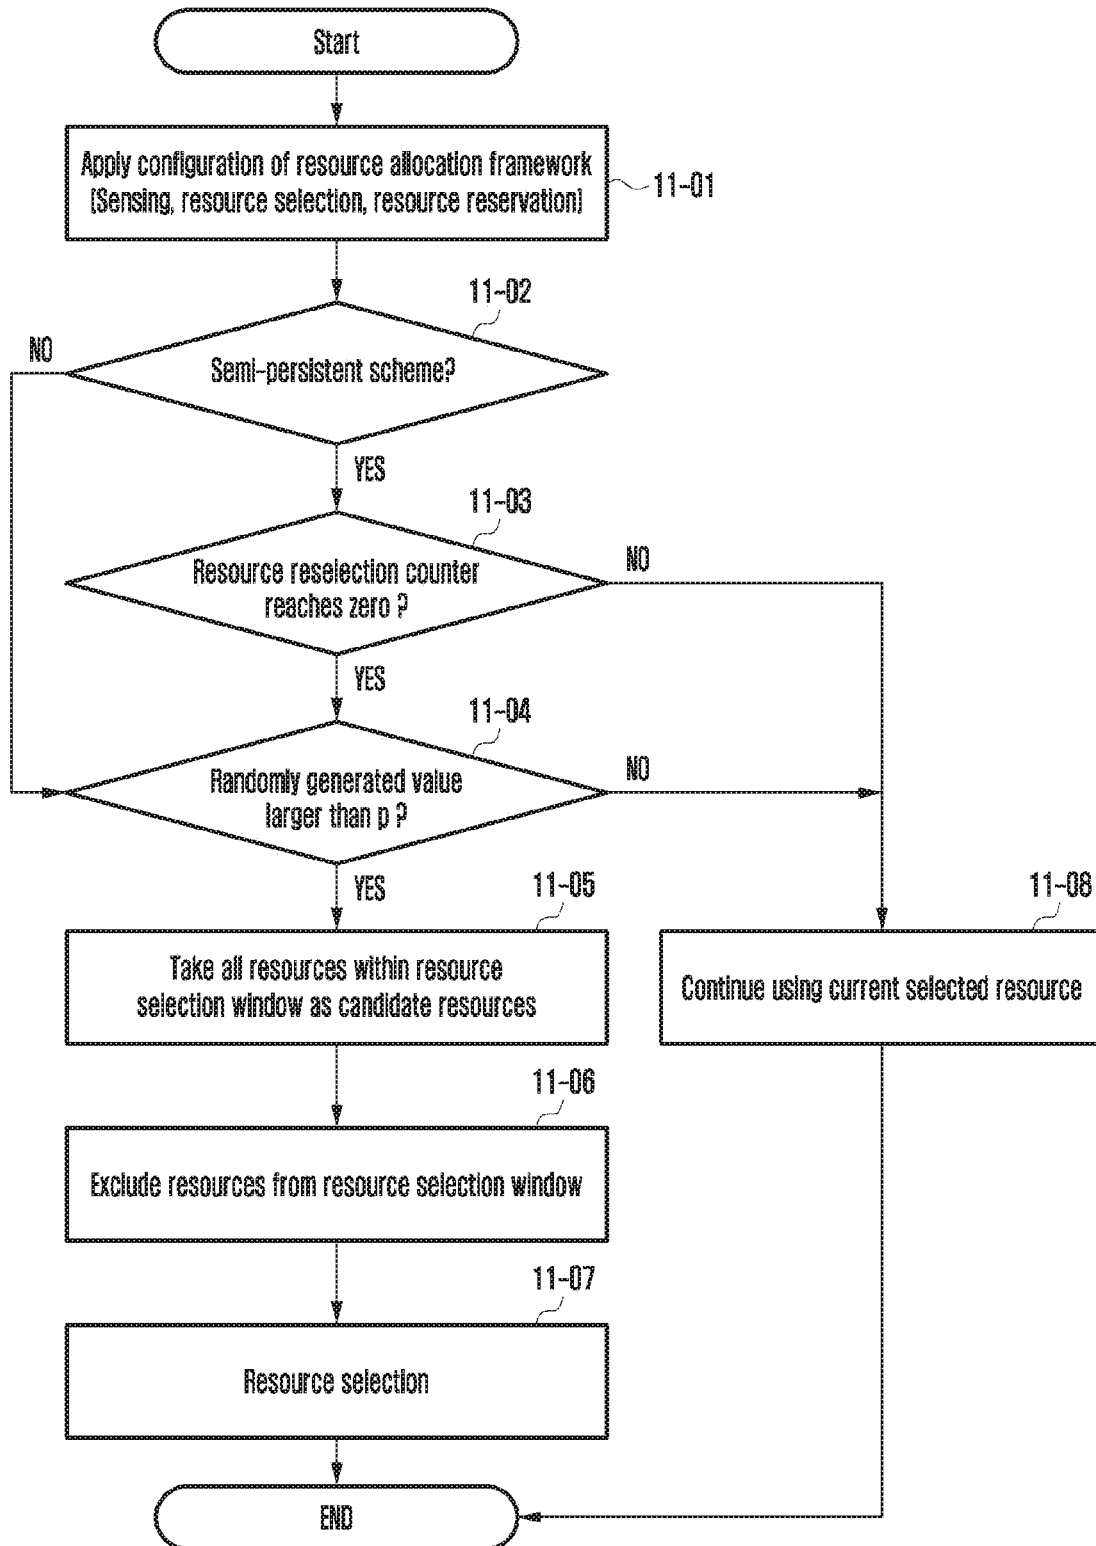 Start
Apply configuration of resource allocation framework
(Sensing, resource selection, resource reservation)
11-01
11-02
NO
Semi-persistent scheme?
YES
11-03
NO
Resource reselection counter
reaches zero ?
YES
11-04
NO
Randomly generated value
larger than p ?
YES
11-05
11-08
Take all resources within resource
selection window as candidate resources
Continue using current selected resource
11-06
Exclude resources from resource selection window
11-07
Resource selection
END